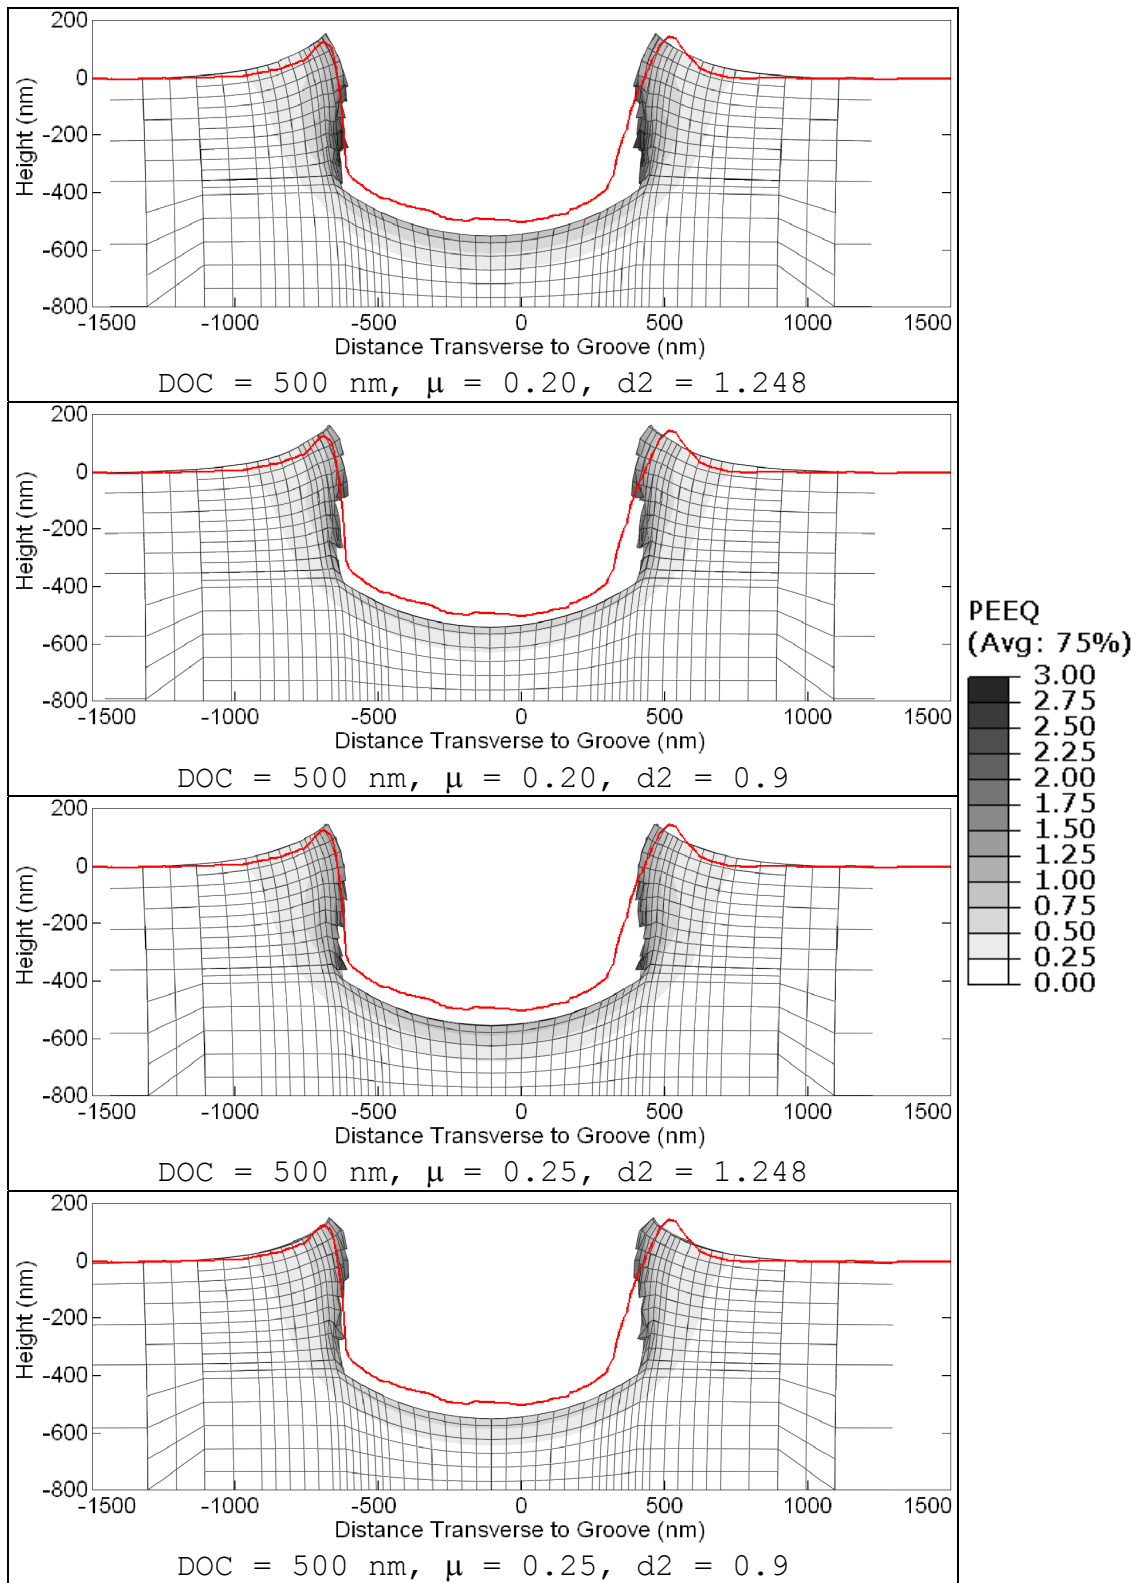 200
0
-200
-400
-600
-800
Height (nm)
-1500 -1000 -500 0 500 1000 1500
Distance Transverse to Groove (nm)
DOC = 500 nm, μ = 0.20, d2 = 1.248
200
0
-200
-400
-600
-800
Height (nm)
-1500 -1000 -500 0 500 1000 1500
Distance Transverse to Groove (nm)
DOC = 500 nm, μ = 0.20, d2 = 0.9
200
0
-200
-400
-600
-800
Height (nm)
-1500 -1000 -500 0 500 1000 1500
Distance Transverse to Groove (nm)
DOC = 500 nm, μ = 0.25, d2 = 1.248
200
0
-200
-400
-600
-800
Height (nm)
-1500 -1000 -500 0 500 1000 1500
Distance Transverse to Groove (nm)
DOC = 500 nm, μ = 0.25, d2 = 0.9
PEEQ
(Avg: 75%)
3.00
2.75
2.50
2.25
2.00
1.75
1.50
1.25
1.00
0.75
0.50
0.25
0.00